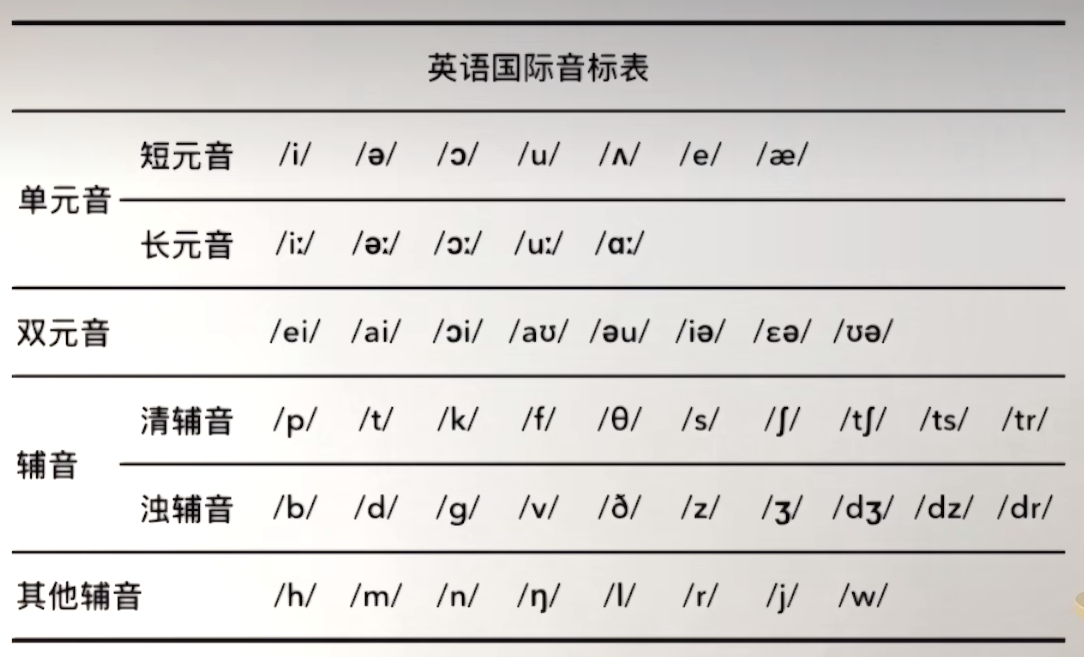 英语国际音标表
短元音 /i/ /ə/ /ɔ/ /u/ /ʌ/ /e/ /æ/
单元音
长元音 /iː/ /əː/ /ɔː/ /uː/ /ɑː/
双元音 /ei/ /ai/ /ɔi/ /aʊ/ /əu/ /iə/ /ɛə/ /ʊə/
清辅音 /p/ /t/ /k/ /f/ /θ/ /s/ /ʃ/ /tʃ/ /ts/ /tr/
辅音
浊辅音 /b/ /d/ /g/ /v/ /ð/ /z/ /ʒ/ /dʒ/ /dz/ /dr/
其他辅音 /h/ /m/ /n/ /ŋ/ /l/ /r/ /j/ /w/